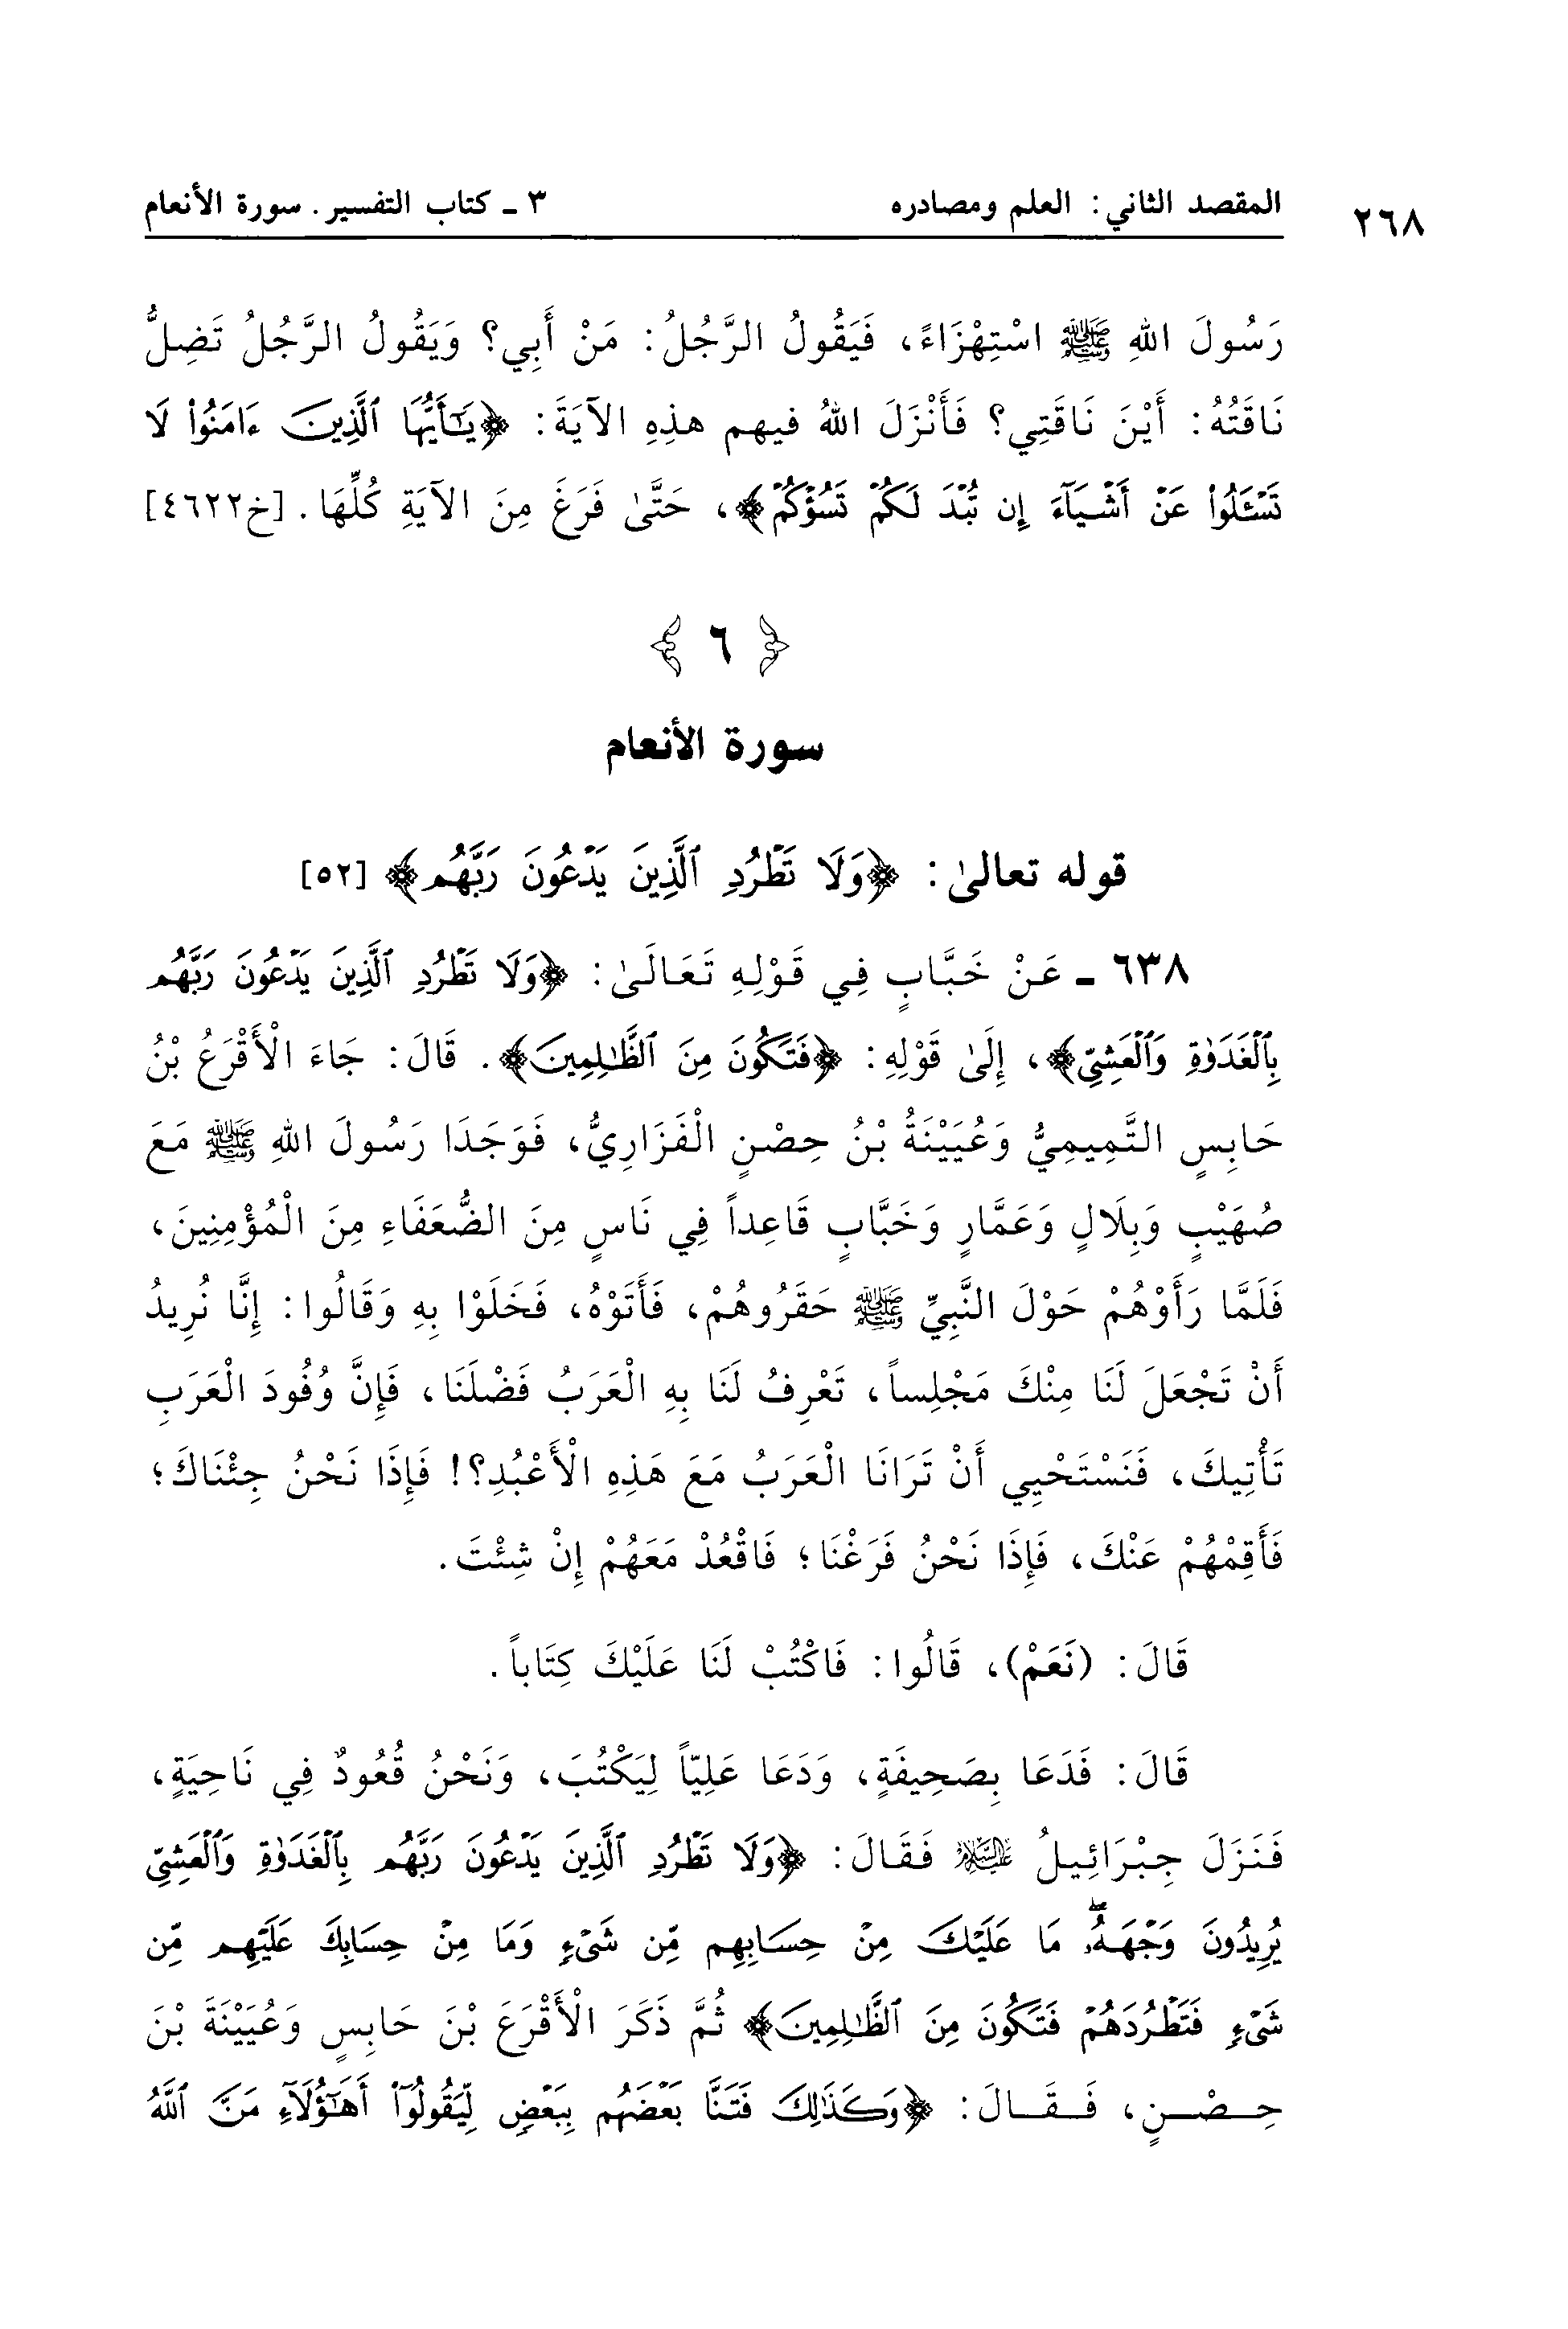 المقصد الثاني: العلم ومصادره ٣ ـ كتاب التفسير. سورة الأنعام ٢٦٨
رَسُولَ اللهِ ﷺ اسْتِهْزَاءً، فَيَقُولُ الرَّجُلُ: مَنْ أَبِي؟ وَيَقُولُ الرَّجُلُ تَضِلُّ
نَاقَتُهُ: أَيْنَ نَاقَتِي؟ فَأَنْزَلَ اللهُ فيهم هذِهِ الآيَةَ: ﴿يَـٰٓأَيُّهَا ٱلَّذِينَ ءَامَنُوا۟ لَا
تَسْـَٔلُوا۟ عَنْ أَشْيَآءَ إِن تُبْدَ لَكُمْ تَسُؤْكُمْ﴾، حَتَّىٰ فَرَغَ مِنَ الآيَةِ كُلِّهَا. [خ٤٦٢٢]
﴿ ٦ ﴾
سورة الأنعام
قوله تعالىٰ: ﴿وَلَا تَطْرُدِ ٱلَّذِينَ يَدْعُونَ رَبَّهُم﴾ [٥٢]
٦٣٨ ـ عَنْ خَبَّابٍ فِي قَوْلِهِ تَعَالَىٰ: ﴿وَلَا تَطْرُدِ ٱلَّذِينَ يَدْعُونَ رَبَّهُم
بِٱلْغَدَوٰةِ وَٱلْعَشِىِّ﴾، إِلَىٰ قَوْلِهِ: ﴿فَتَكُونَ مِنَ ٱلظَّـٰلِمِينَ﴾. قَالَ: جَاءَ الْأَقْرَعُ بْنُ
حَابِسٍ التَّمِيمِيُّ وَعُيَيْنَةُ بْنُ حِصْنٍ الْفَزَارِيُّ، فَوَجَدَا رَسُولَ اللهِ ﷺ مَعَ
صُهَيْبٍ وَبِلَالٍ وَعَمَّارٍ وَخَبَّابٍ قَاعِداً فِي نَاسٍ مِنَ الضُّعَفَاءِ مِنَ الْمُؤْمِنِينَ،
فَلَمَّا رَأَوْهُمْ حَوْلَ النَّبِيِّ ﷺ حَقَرُوهُمْ، فَأَتَوْهُ، فَخَلَوْا بِهِ وَقَالُوا: إِنَّا نُرِيدُ
أَنْ تَجْعَلَ لَنَا مِنْكَ مَجْلِساً، تَعْرِفُ لَنَا بِهِ الْعَرَبُ فَضْلَنَا، فَإِنَّ وُفُودَ الْعَرَبِ
تَأْتِيكَ، فَنَسْتَحْيِي أَنْ تَرَانَا الْعَرَبُ مَعَ هَذِهِ الْأَعْبُدِ؟! فَإِذَا نَحْنُ جِئْنَاكَ؛
فَأَقِمْهُمْ عَنْكَ، فَإِذَا نَحْنُ فَرَغْنَا؛ فَاقْعُدْ مَعَهُمْ إِنْ شِئْتَ.
قَالَ: (نَعَمْ)، قَالُوا: فَاكْتُبْ لَنَا عَلَيْكَ كِتَاباً.
قَالَ: فَدَعَا بِصَحِيفَةٍ، وَدَعَا عَلِيّاً لِيَكْتُبَ، وَنَحْنُ قُعُودٌ فِي نَاحِيَةٍ،
فَنَزَلَ جِبْرَائِيلُ عَلَيْهِ السَّلَامُ فَقَالَ: ﴿وَلَا تَطْرُدِ ٱلَّذِينَ يَدْعُونَ رَبَّهُم بِٱلْغَدَوٰةِ وَٱلْعَشِىِّ
يُرِيدُونَ وَجْهَهُۥۖ مَا عَلَيْكَ مِنْ حِسَابِهِم مِّن شَىْءٍ وَمَا مِنْ حِسَابِكَ عَلَيْهِم مِّن
شَىْءٍ فَتَطْرُدَهُمْ فَتَكُونَ مِنَ ٱلظَّـٰلِمِينَ﴾ ثُمَّ ذَكَرَ الْأَقْرَعَ بْنَ حَابِسٍ وَعُيَيْنَةَ بْنَ
حِصْنٍ، فَقَالَ: ﴿وَكَذَٰلِكَ فَتَنَّا بَعْضَهُم بِبَعْضٍ لِّيَقُولُوٓا۟ أَهَـٰٓؤُلَآءِ مَنَّ ٱللَّهُ